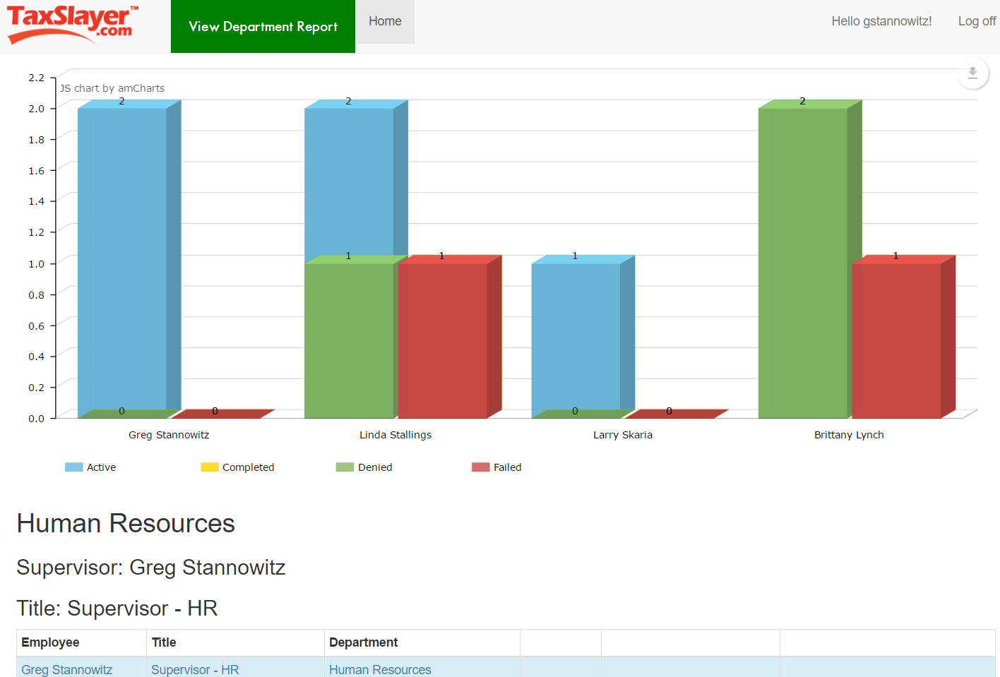 TaxSlayer™
.com
View Department Report
Home
Hello gstannowitz!
Log off
JS chart by amCharts
2.2
2.0
1.8
1.6
1.4
1.2
1.0
0.8
0.6
0.4
0.2
0.0
2
2
2
1
1
1
1
0
0
0
0
Greg Stannowitz
Linda Stallings
Larry Skaria
Brittany Lynch
Active
Completed
Denied
Failed
Human Resources
Supervisor: Greg Stannowitz
Title: Supervisor - HR
Employee Title Department
Greg Stannowitz Supervisor - HR Human Resources